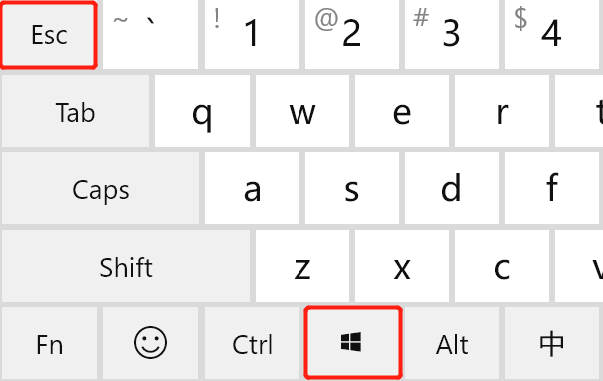 Esc ~ ` ! 1 @ 2 # 3 $ 4
Tab q w e r t
Caps a s d f
Shift z x c v
Fn Ctrl Alt 中